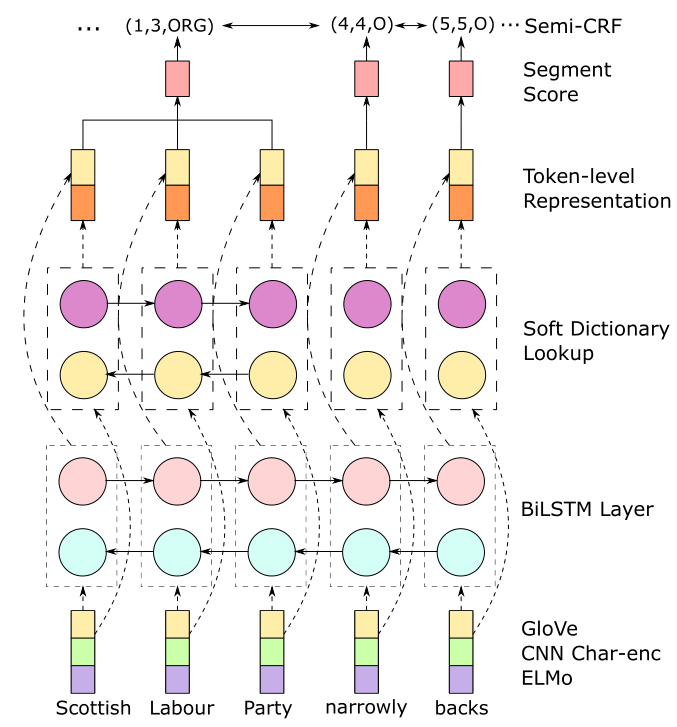 ... (1,3,ORG) (4,4,O) (5,5,O) ... Semi-CRF
Segment
Score
Token-level
Representation
Soft Dictionary
Lookup
BiLSTM Layer
GloVe
CNN Char-enc
ELMo
Scottish Labour Party narrowly backs